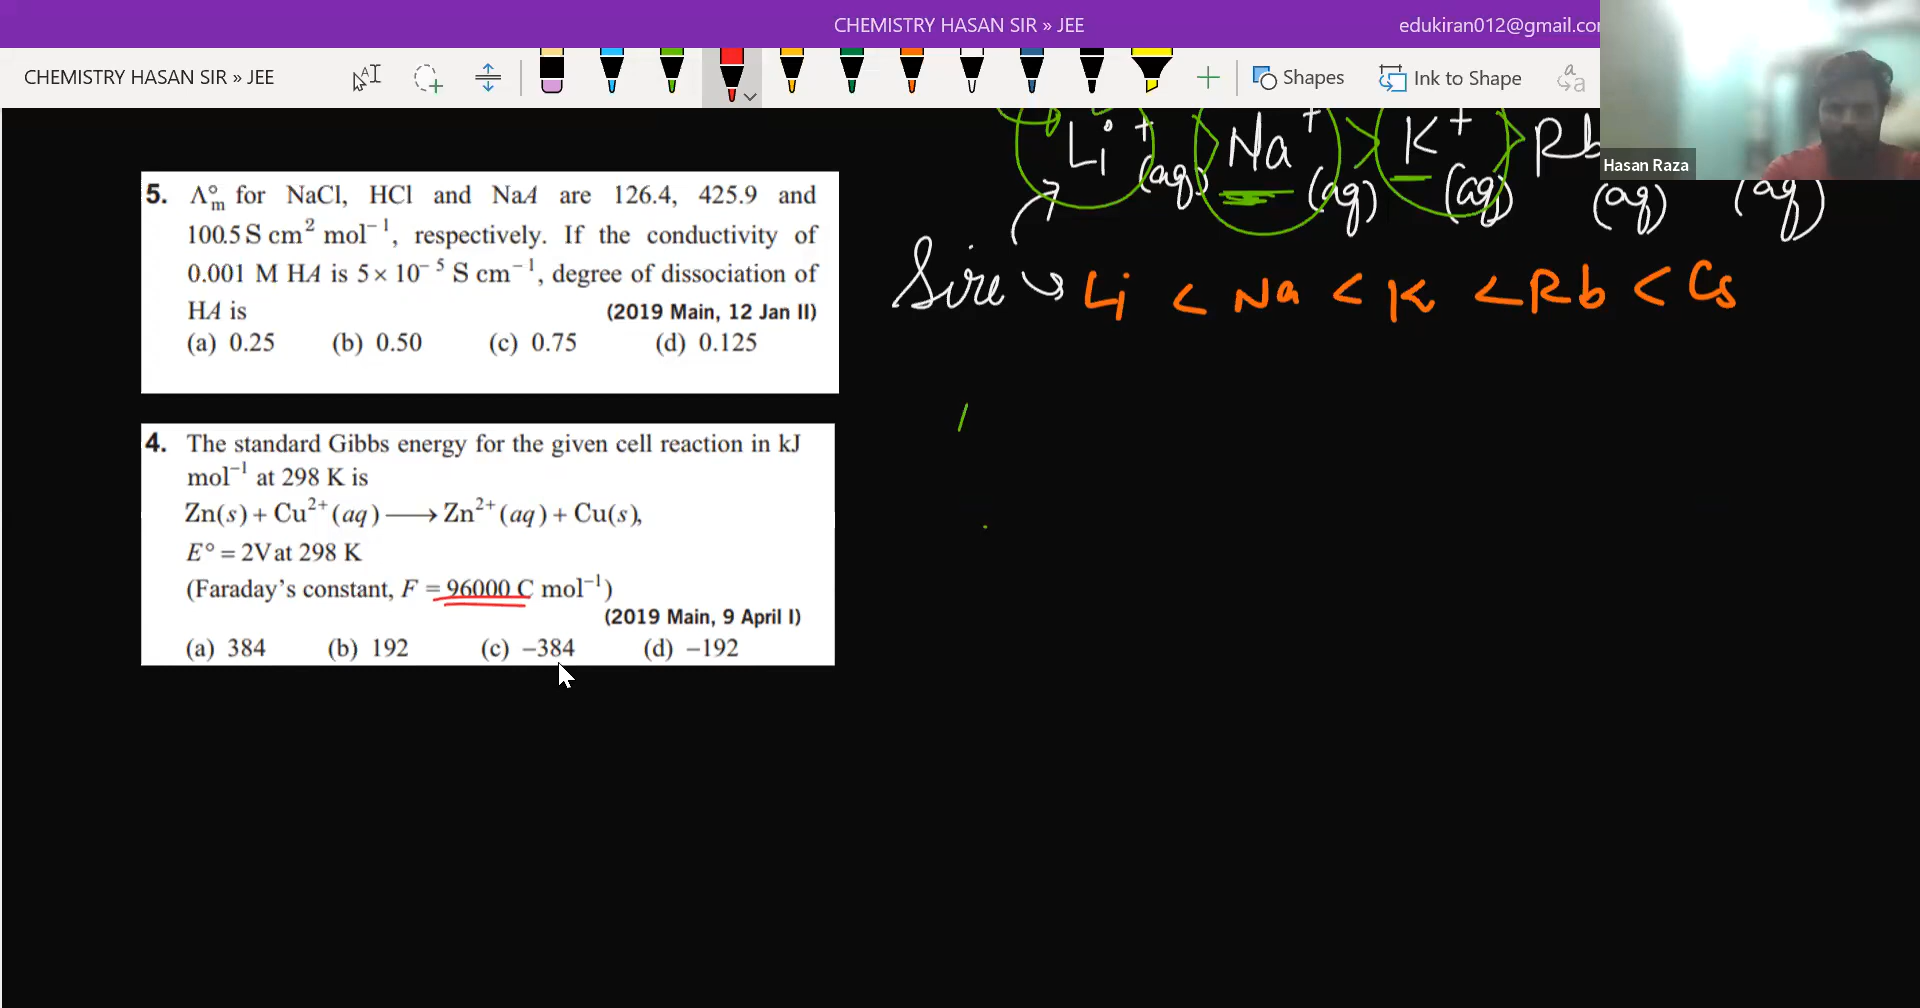 CHEMISTRY HASAN SIR » JEE
edukiran012@gmail.co
CHEMISTRY HASAN SIR » JEE
Shapes
Ink to Shape
Hasan Raza
Li⁺(aq) > Na⁺(aq) > K⁺(aq) > Rb (aq) (aq)
Size → Li < Na < K < Rb < Cs
5. Λ°m for NaCl, HCl and NaA are 126.4, 425.9 and
100.5 S cm² mol⁻¹, respectively. If the conductivity of
0.001 M HA is 5 × 10⁻⁵ S cm⁻¹, degree of dissociation of
HA is (2019 Main, 12 Jan II)
(a) 0.25 (b) 0.50 (c) 0.75 (d) 0.125
4. The standard Gibbs energy for the given cell reaction in kJ
mol⁻¹ at 298 K is
Zn(s) + Cu²⁺(aq) ⟶ Zn²⁺(aq) + Cu(s),
E° = 2V at 298 K
(Faraday's constant, F = 96000 C mol⁻¹)
(2019 Main, 9 April I)
(a) 384 (b) 192 (c) −384 (d) −192